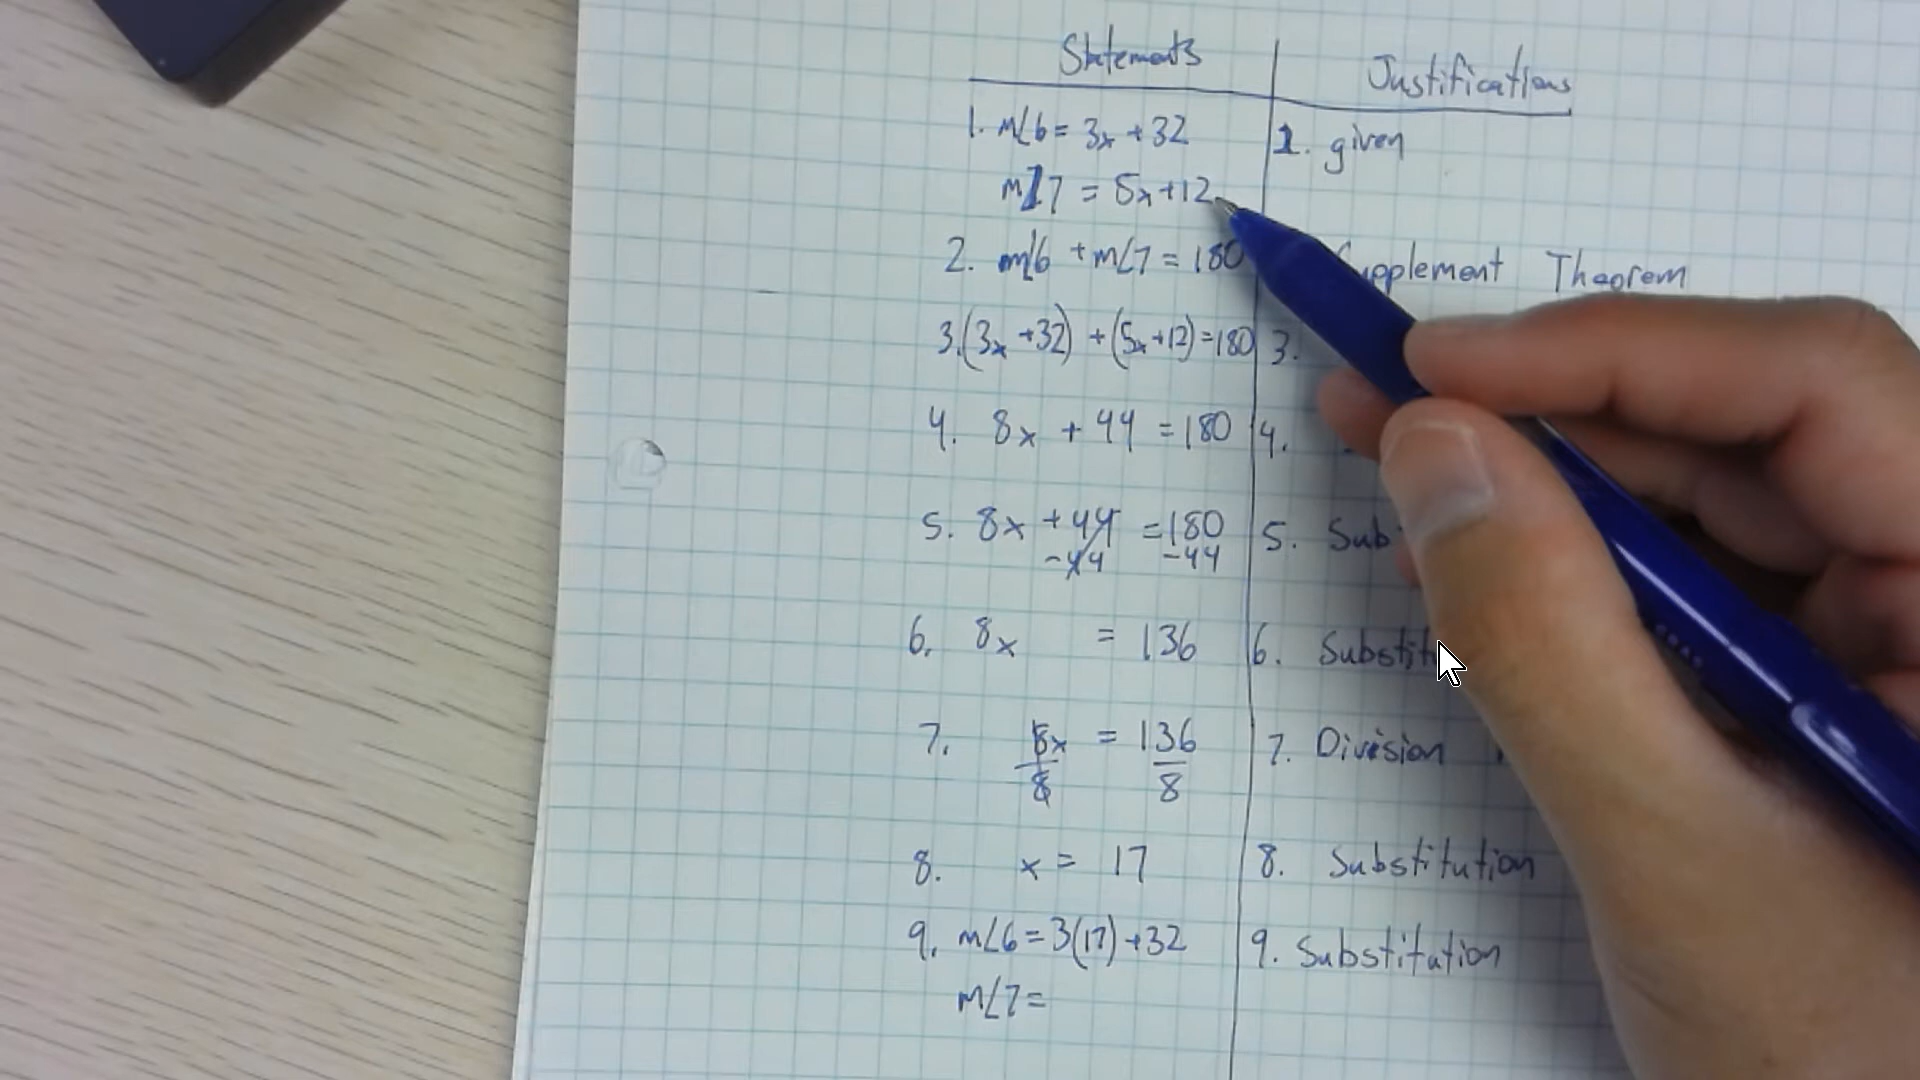 Statements Justifications
1. m∠6 = 3x + 32 1. given
m∠7 = 5x + 12
2. m∠6 + m∠7 = 180 Supplement Theorem
3. (3x + 32) + (5x + 12) = 180 3.
4. 8x + 44 = 180 4.
5. 8x + 44 = 180 5. Sub
-44 -44
6. 8x = 136 6. Substit
7. 8x/8 = 136/8 7. Division
8. x = 17 8. Substitution
9. m∠6 = 3(17) + 32 9. Substitution
m∠7 =